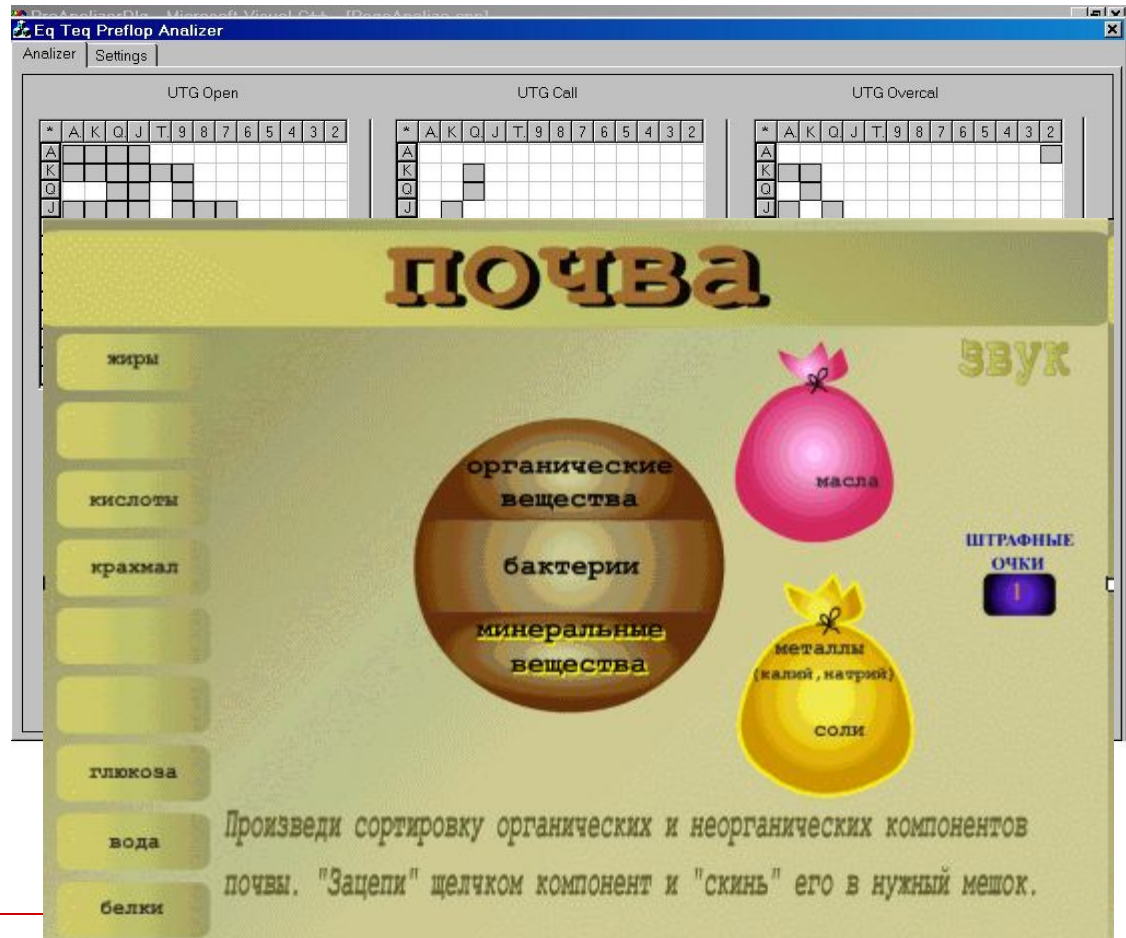 Eq Teq Preflop Analizer
Analizer Settings
UTG Open UTG Call UTG Overcal
* A K Q J T 9 8 7 6 5 4 3 2 * A K Q J T 9 8 7 6 5 4 3 2 * A K Q J T 9 8 7 6 5 4 3 2
A A A
K K K
Q Q Q
J J J
почва
звук
жиры
кислоты
крахмал
глюкоза
вода
белки
органические
вещества
бактерии
минеральные
вещества
масла
металлы
(калий, натрий)
соли
ШТРАФНЫЕ
ОЧКИ
1
Произведи сортировку органических и неорганических компонентов
почвы. "Зацепи" щелчком компонент и "скинь" его в нужный мешок.